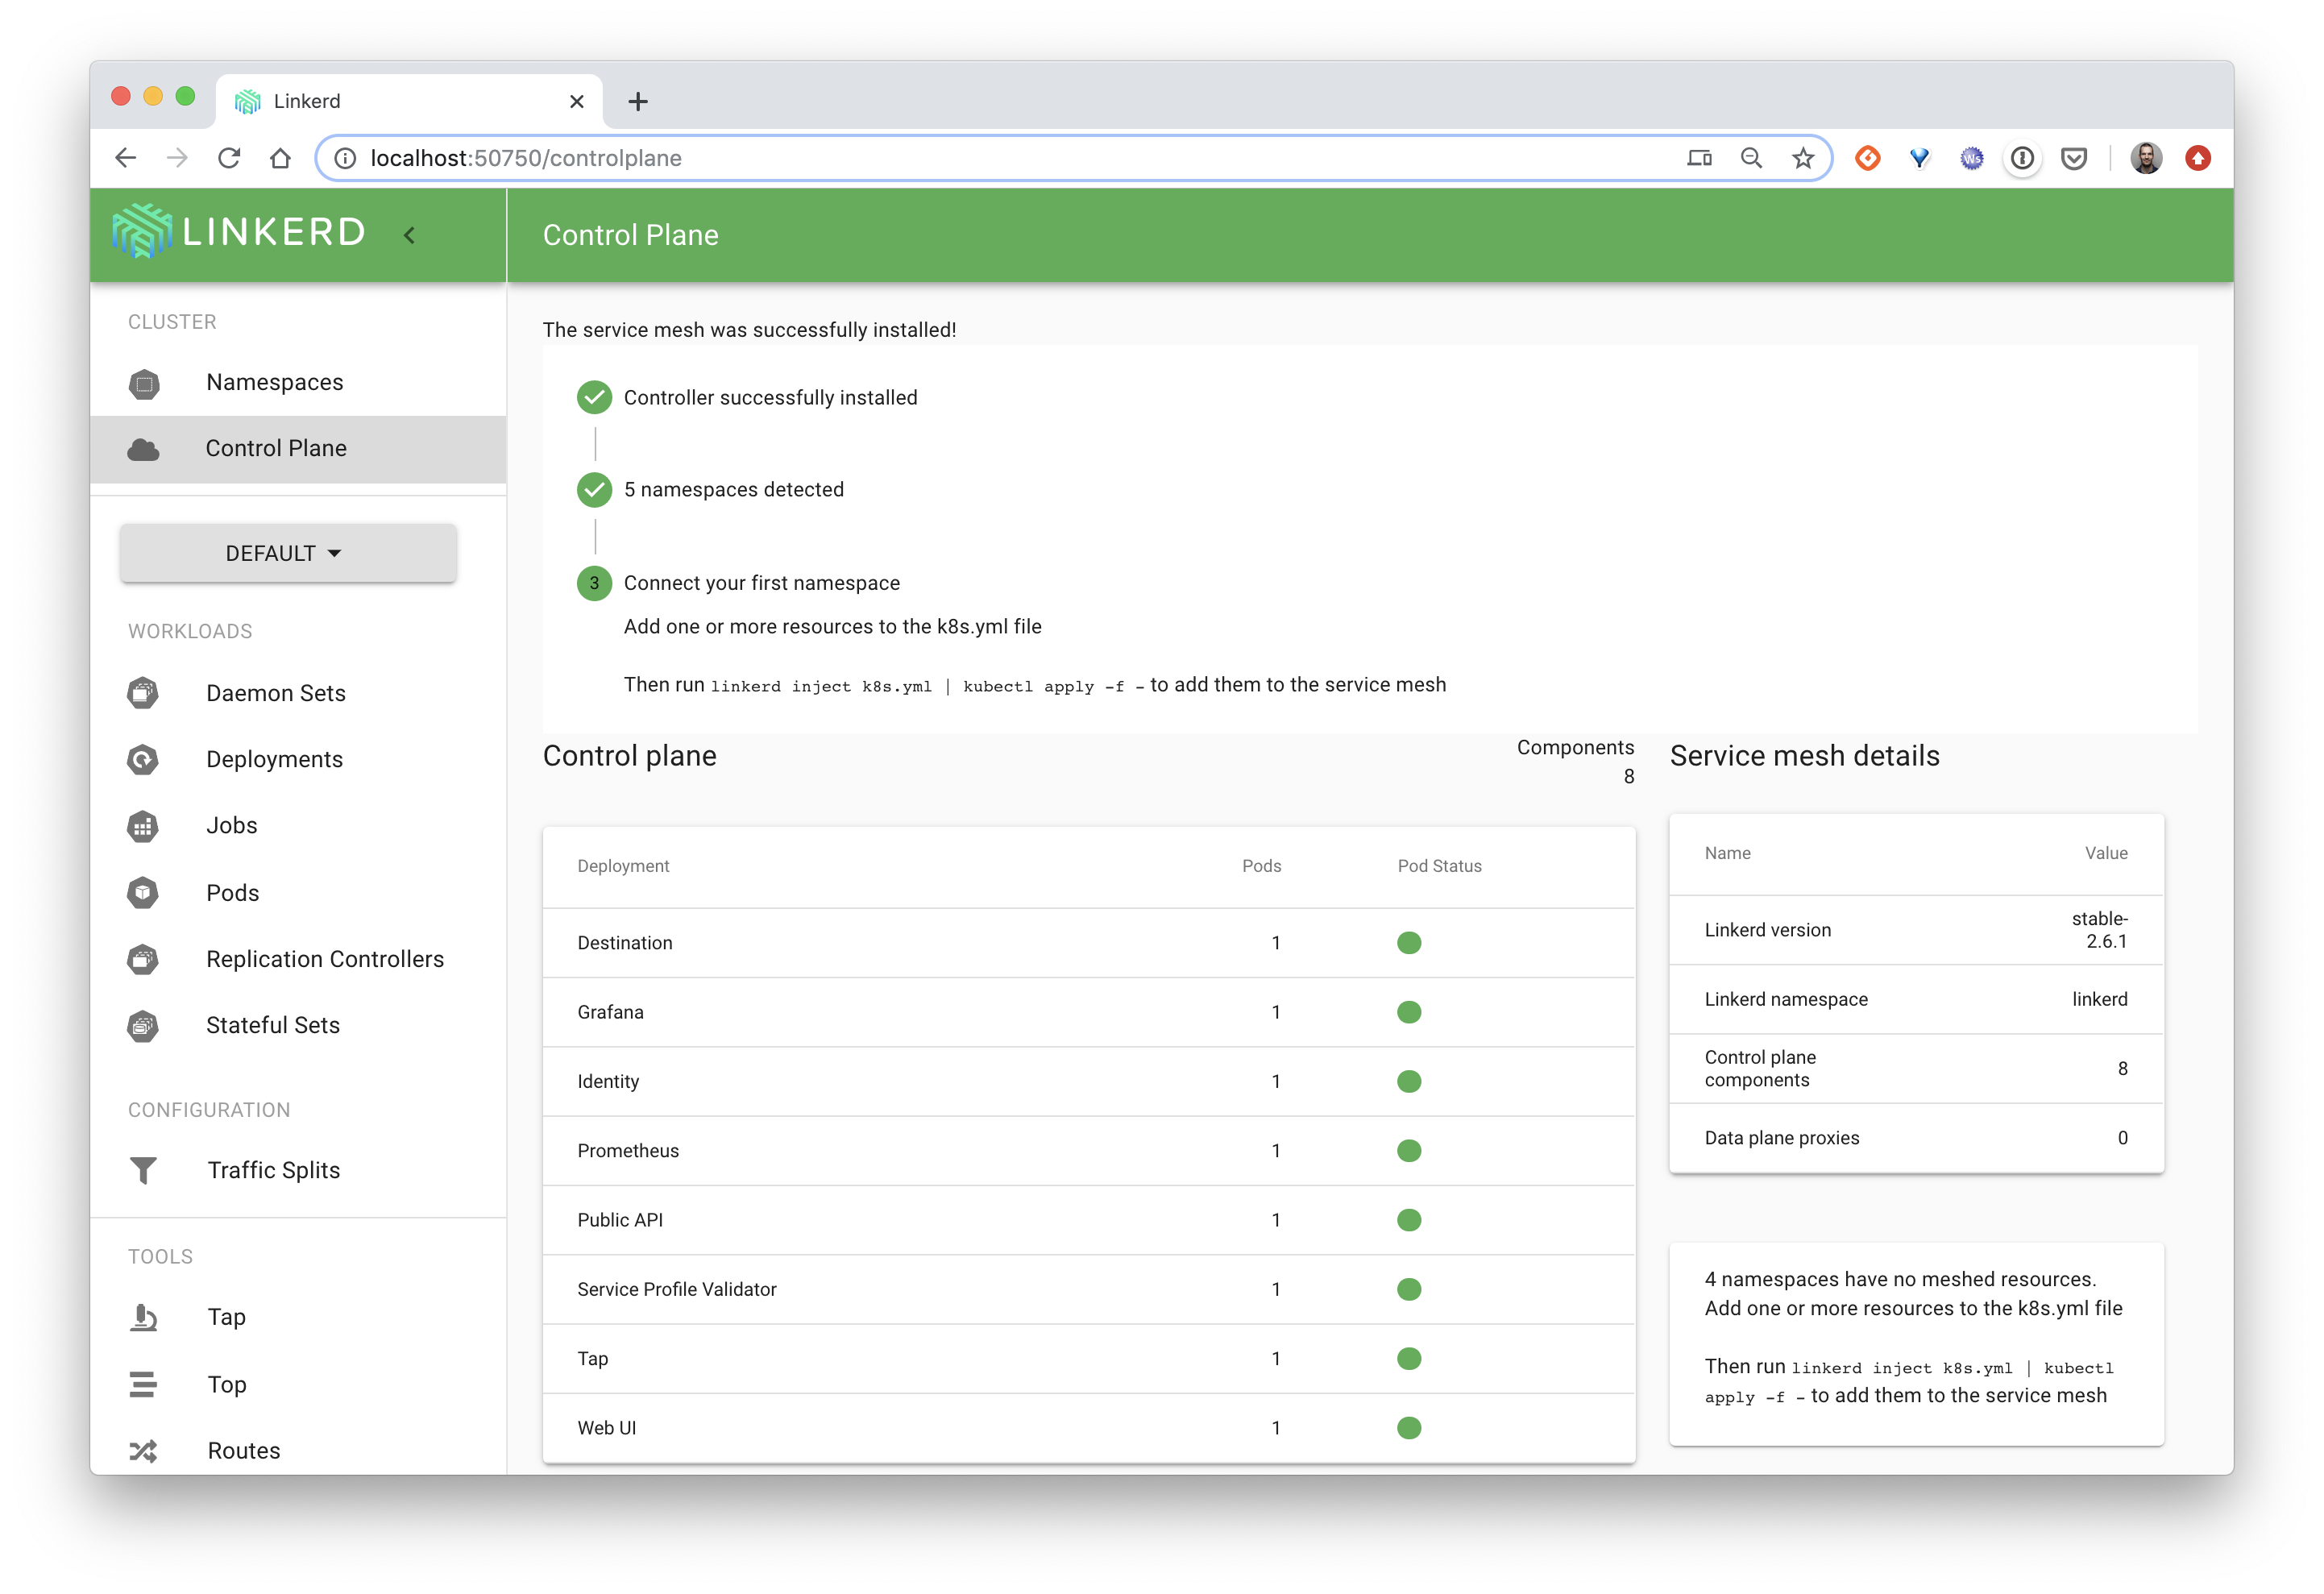 Linkerd
localhost:50750/controlplane
Ws
LINKERD
Control Plane
CLUSTER
Namespaces
Control Plane
DEFAULT
WORKLOADS
Daemon Sets
Deployments
Jobs
Pods
Replication Controllers
Stateful Sets
CONFIGURATION
Traffic Splits
TOOLS
Tap
Top
Routes
The service mesh was successfully installed!
Controller successfully installed
5 namespaces detected
3 Connect your first namespace
Add one or more resources to the k8s.yml file
Then run linkerd inject k8s.yml | kubectl apply -f - to add them to the service mesh
Control plane
Components
8
Deployment Pods Pod Status
Destination 1
Grafana 1
Identity 1
Prometheus 1
Public API 1
Service Profile Validator 1
Tap 1
Web UI 1
Service mesh details
Name Value
Linkerd version stable-
2.6.1
Linkerd namespace linkerd
Control plane
components 8
Data plane proxies 0
4 namespaces have no meshed resources.
Add one or more resources to the k8s.yml file
Then run linkerd inject k8s.yml | kubectl
apply -f - to add them to the service mesh